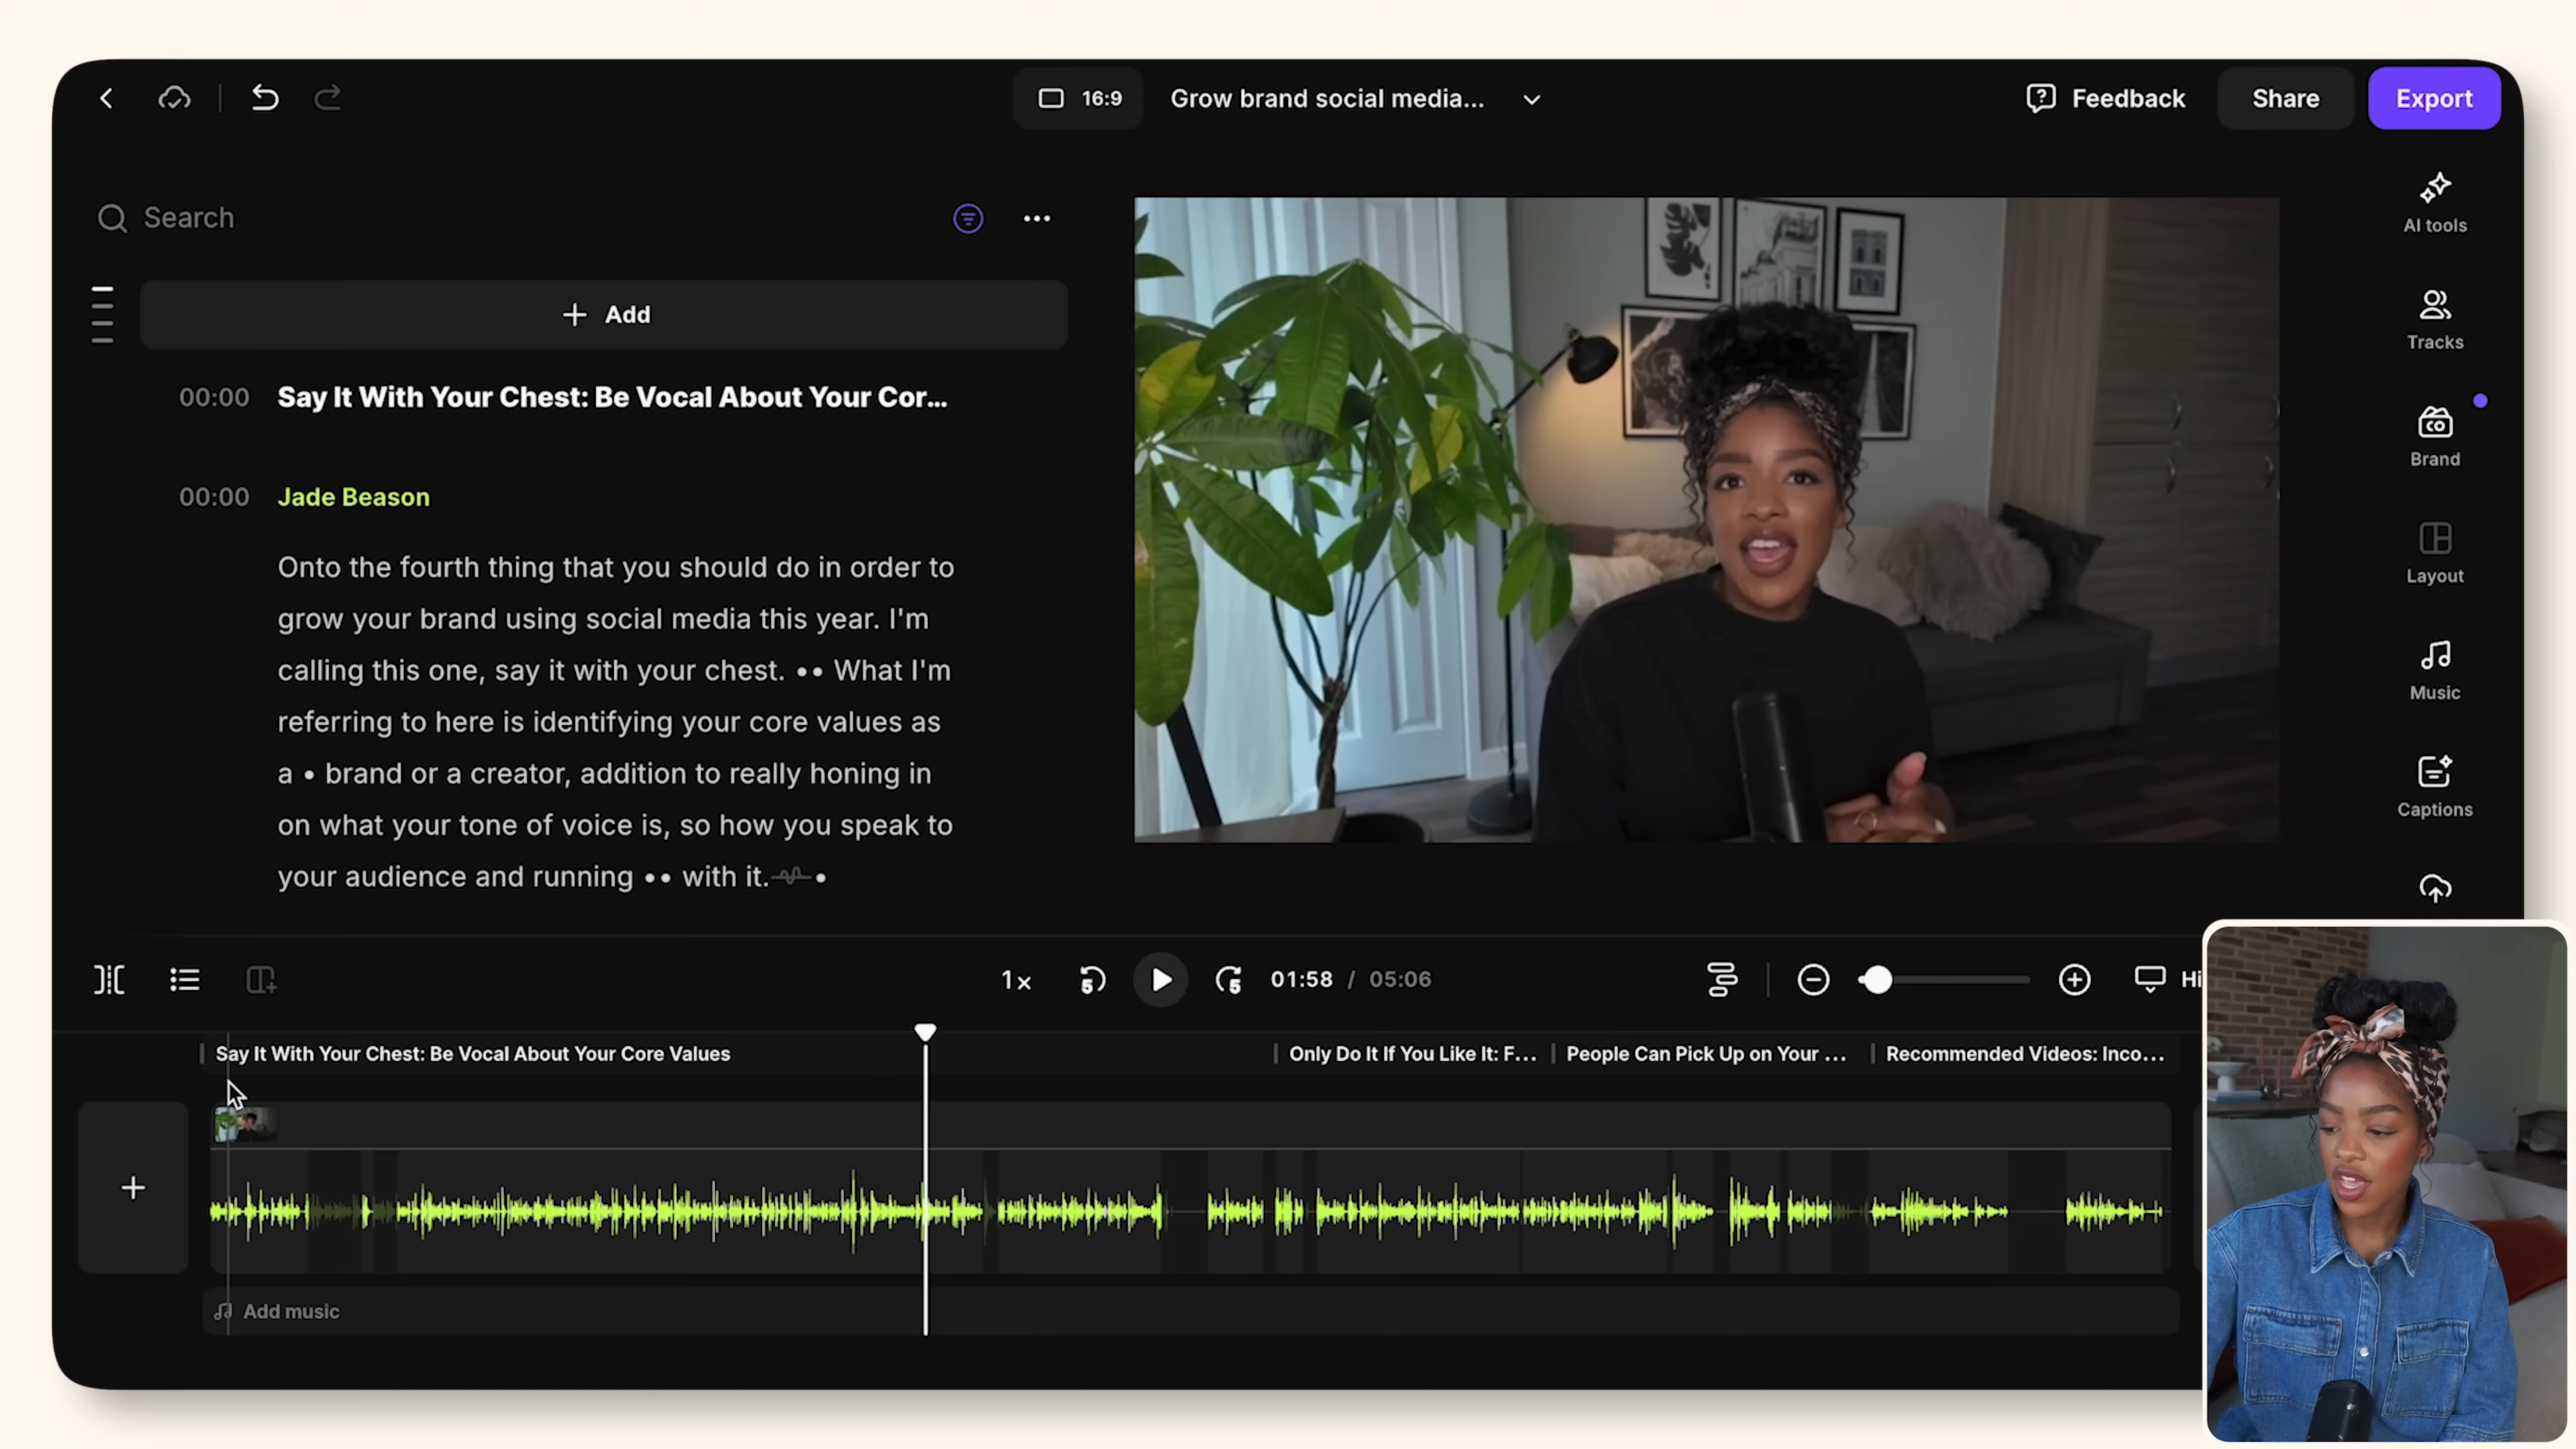 16:9
Grow brand social media...
Feedback
Share
Export
Search
Add
00:00 Say It With Your Chest: Be Vocal About Your Cor...
00:00 Jade Beason
Onto the fourth thing that you should do in order to
grow your brand using social media this year. I'm
calling this one, say it with your chest. •• What I'm
referring to here is identifying your core values as
a • brand or a creator, addition to really honing in
on what your tone of voice is, so how you speak to
your audience and running •• with it. •
AI tools
Tracks
CO
Brand
Layout
Music
Captions
1x
5
5
01:58 / 05:06
Hi
Say It With Your Chest: Be Vocal About Your Core Values
Only Do It If You Like It: F...
People Can Pick Up on Your ...
Recommended Videos: Inco...
Add music